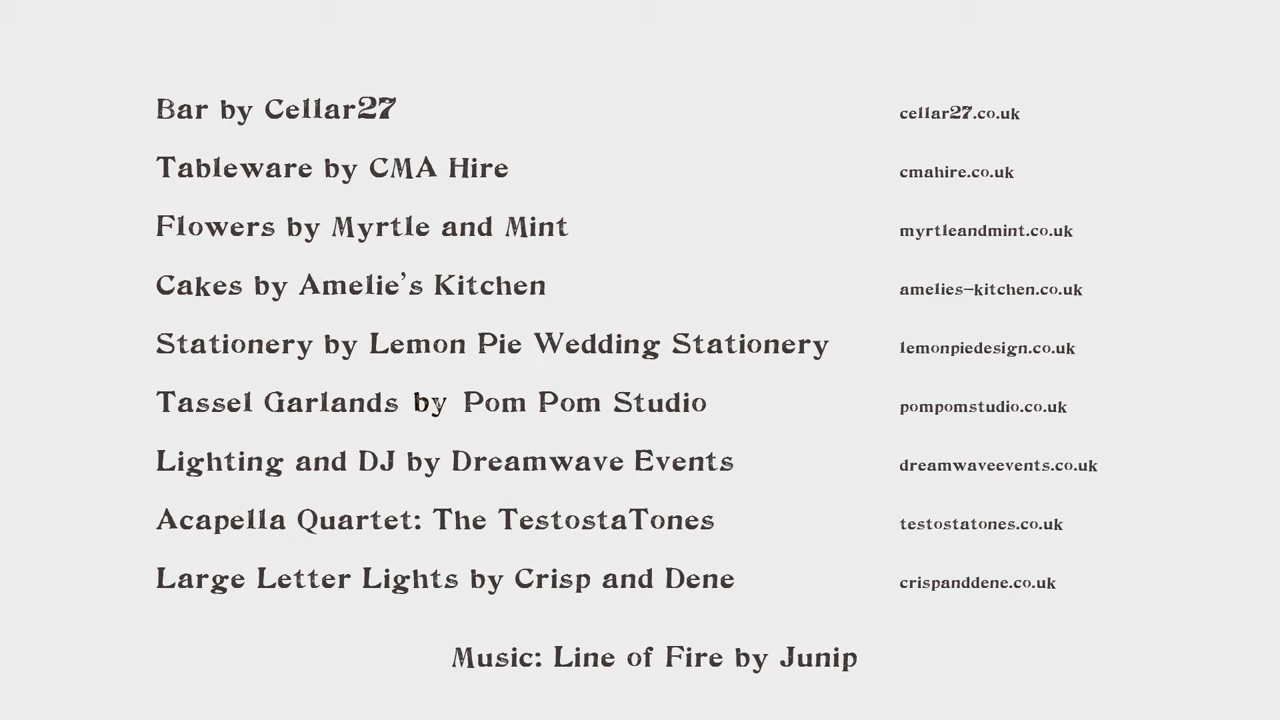 Bar by Cellar27 cellar27.co.uk
Tableware by CMA Hire cmahire.co.uk
Flowers by Myrtle and Mint myrtleandmint.co.uk
Cakes by Amelie's Kitchen amelies-kitchen.co.uk
Stationery by Lemon Pie Wedding Stationery lemonpiedesign.co.uk
Tassel Garlands by Pom Pom Studio pompomstudio.co.uk
Lighting and DJ by Dreamwave Events dreamwaveevents.co.uk
Acapella Quartet: The TestostaTones testostatones.co.uk
Large Letter Lights by Crisp and Dene crispanddene.co.uk
Music: Line of Fire by Junip